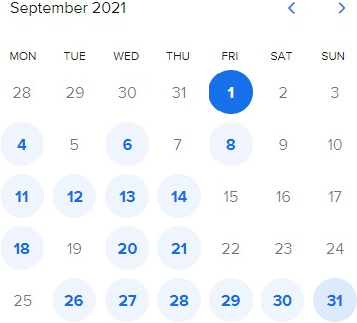 September 2021
MON TUE WED THU FRI SAT SUN
28 29 30 31 1 2 3
4 5 6 7 8 9 10
11 12 13 14 15 16 17
18 19 20 21 22 23 24
25 26 27 28 29 30 31